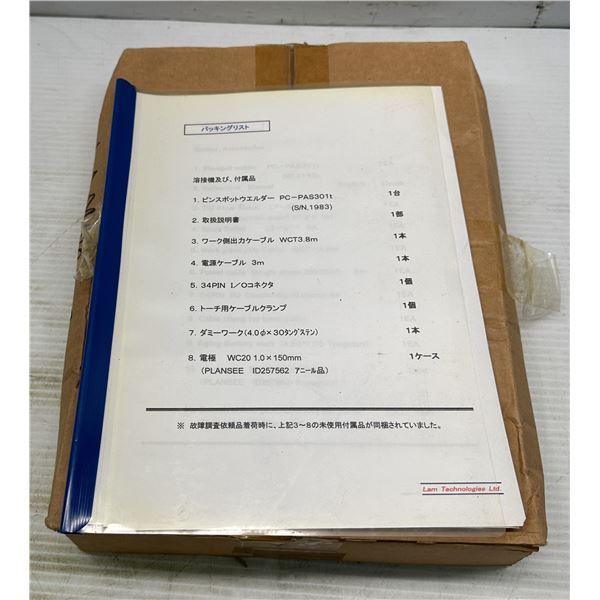 パッキングリスト
溶接機及び、付属品
1. ピンスポットウエルダー PC-PAS301t 1台
(S/N,1983)
2. 取扱説明書 1部
3. ワーク側出力ケーブル WCT3.8m 1本
4. 電源ケーブル 3m 1本
5. 34PIN I/Oコネクタ 1個
6. トーチ用ケーブルクランプ 1個
7. ダミーワーク(4.0φ×30タングステン) 1本
8. 電極 WC20 1.0×150mm 1ケース
(PLANSEE ID257562 アニール品)
※ 故障調査依頼品着荷時に、上記3～8の未使用付属品が同梱されていました。
Lam Technologies Ltd.